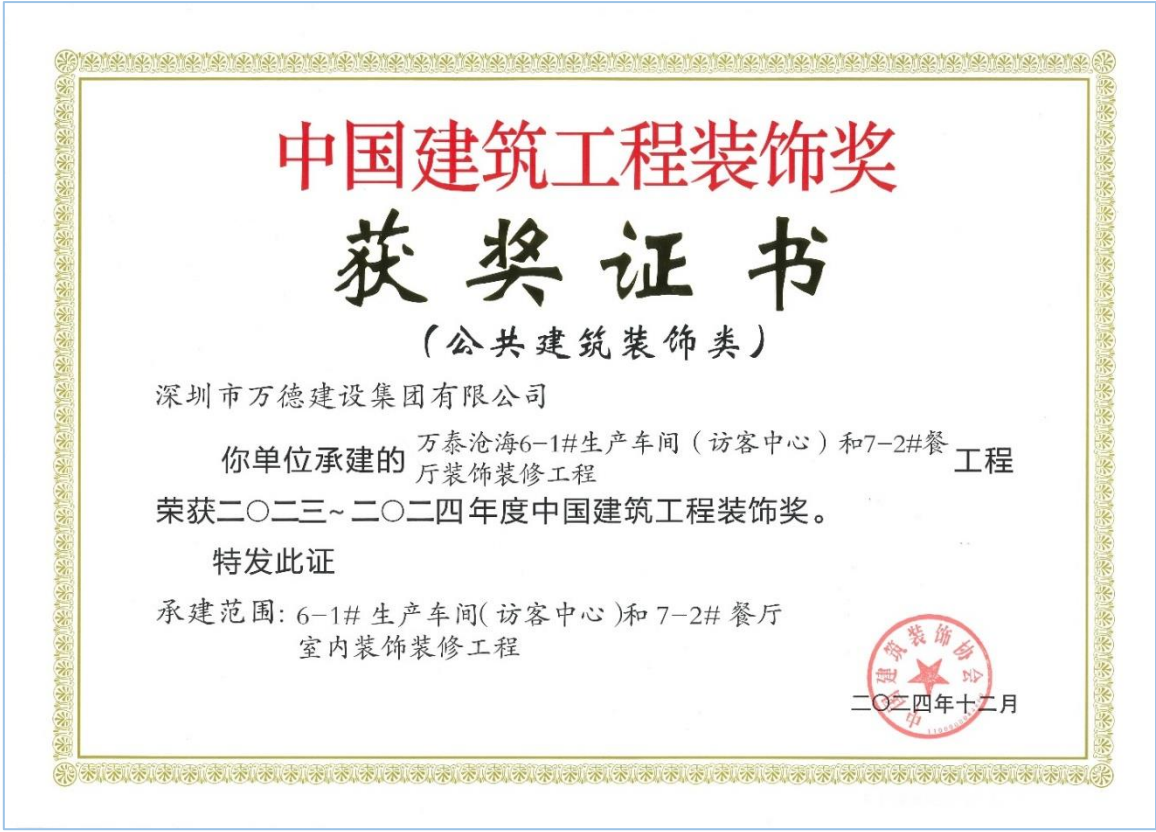 中国建筑工程装饰奖
获奖证书
（公共建筑装饰类）
深圳市万德建设集团有限公司
你单位承建的 万泰沧海6-1#生产车间（访客中心）和7-2#餐
厅装饰装修工程 工程
荣获二〇二三~二〇二四年度中国建筑工程装饰奖。
特发此证
承建范围: 6-1# 生产车间( 访客中心 )和 7-2# 餐厅
室内装饰装修工程
中国建筑装饰协会
二〇二四年十二月